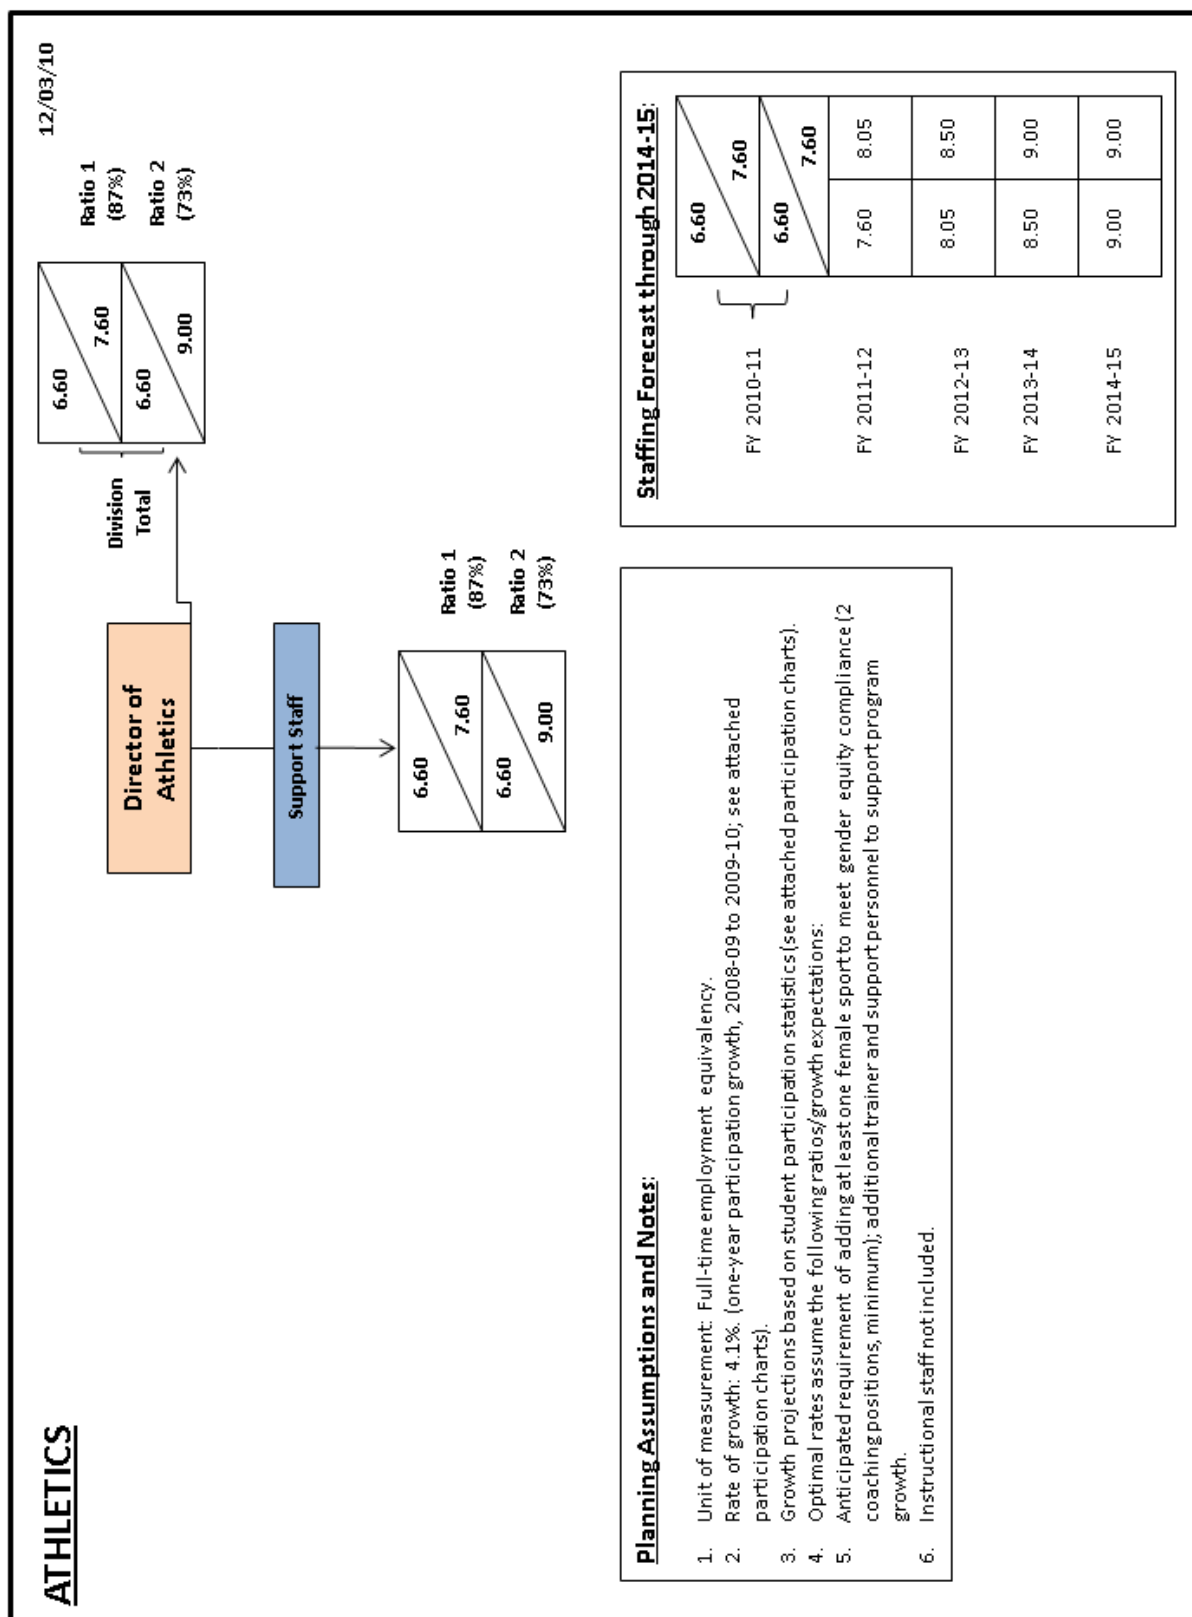 ATHLETICS
12/03/10
Director of
Athletics
Division
Total
6.60
7.60
6.60
9.00
Ratio 1
(87%)
Ratio 2
(73%)
Support Staff
6.60
7.60
6.60
9.00
Ratio 1
(87%)
Ratio 2
(73%)
Planning Assumptions and Notes:
1. Unit of measurement: Full-time employment equivalency.
2. Rate of growth: 4.1%. (one-year participation growth, 2008-09 to 2009-10; see attached
participation charts).
3. Growth projections based on student participation statistics (see attached participation charts).
4. Optimal rates assume the following ratios/growth expectations:
5. Anticipated requirement of adding at least one female sport to meet gender equity compliance (2
coaching positions, minimum); additional trainer and support personnel to support program
growth.
6. Instructional staff not included.
Staffing Forecast through 2014-15:
FY 2010-11
6.60
7.60
6.60
7.60
FY 2011-12 7.60 8.05
FY 2012-13 8.05 8.50
FY 2013-14 8.50 9.00
FY 2014-15 9.00 9.00